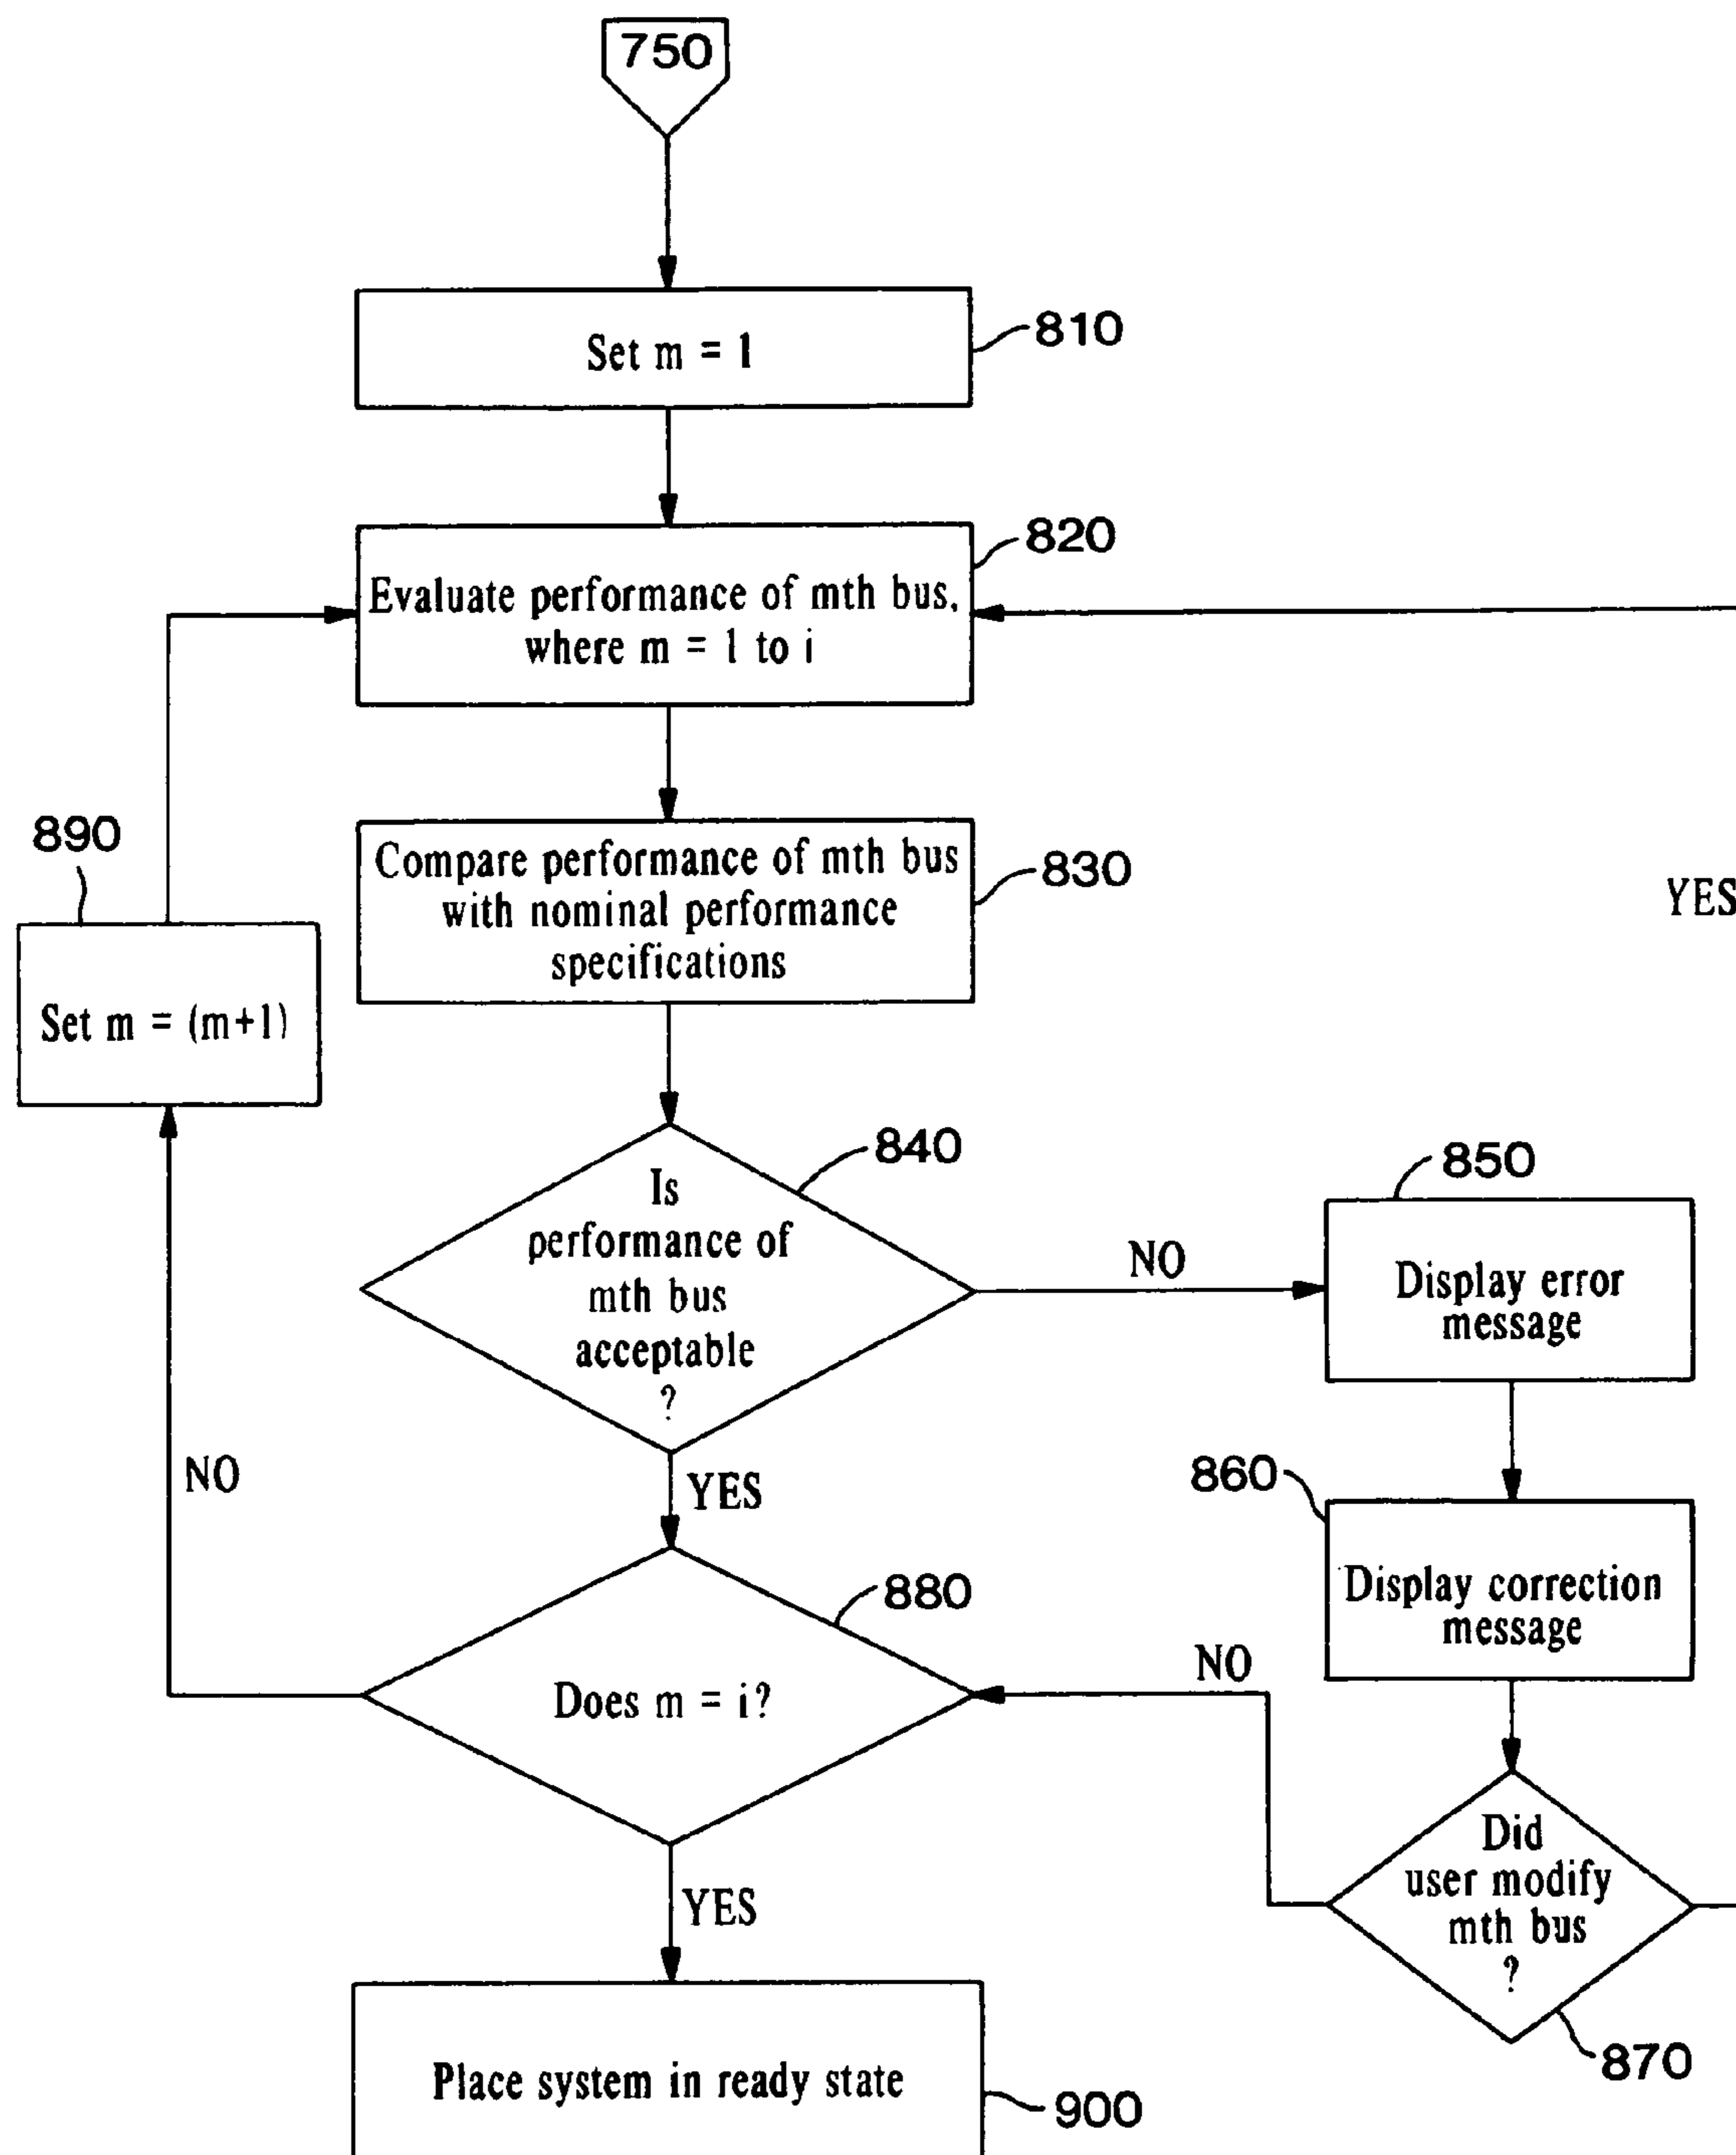 750
Set m = 1
810
Evaluate performance of mth bus,
where m = 1 to i
820
Compare performance of mth bus
with nominal performance
specifications
830
YES
890
Set m = (m+1)
Is
performance of
mth bus
acceptable
?
840
NO
850
Display error
message
YES
NO
860
Display correction
message
Does m = i?
880
NO
Did
user modify
mth bus
?
870
YES
Place system in ready state
900